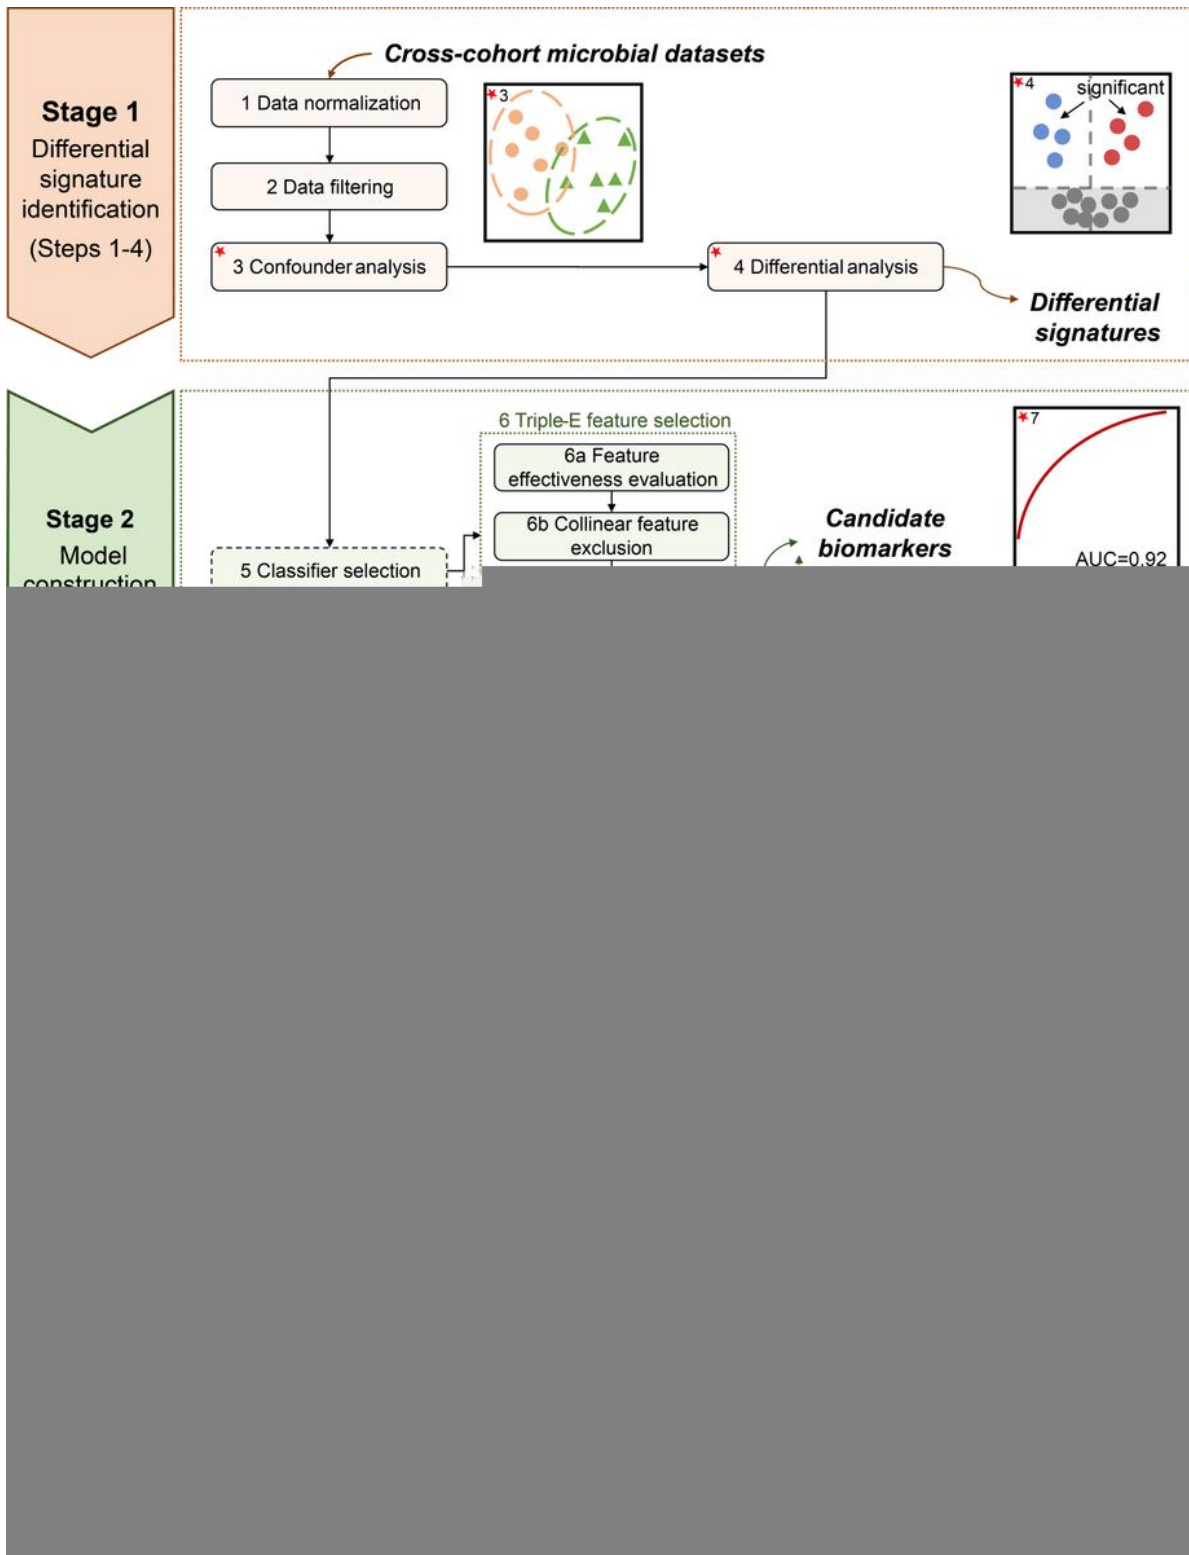 Stage 1
Differential
signature
identification
(Steps 1-4)
Cross-cohort microbial datasets
1 Data normalization
2 Data filtering
3 Confounder analysis
3
4
significant
4 Differential analysis
Differential
signatures
Stage 2
Model
construction
6 Triple-E feature selection
6a Feature
effectiveness evaluation
6b Collinear feature
exclusion
5 Classifier selection
Candidate
biomarkers
7
AUC=0.92